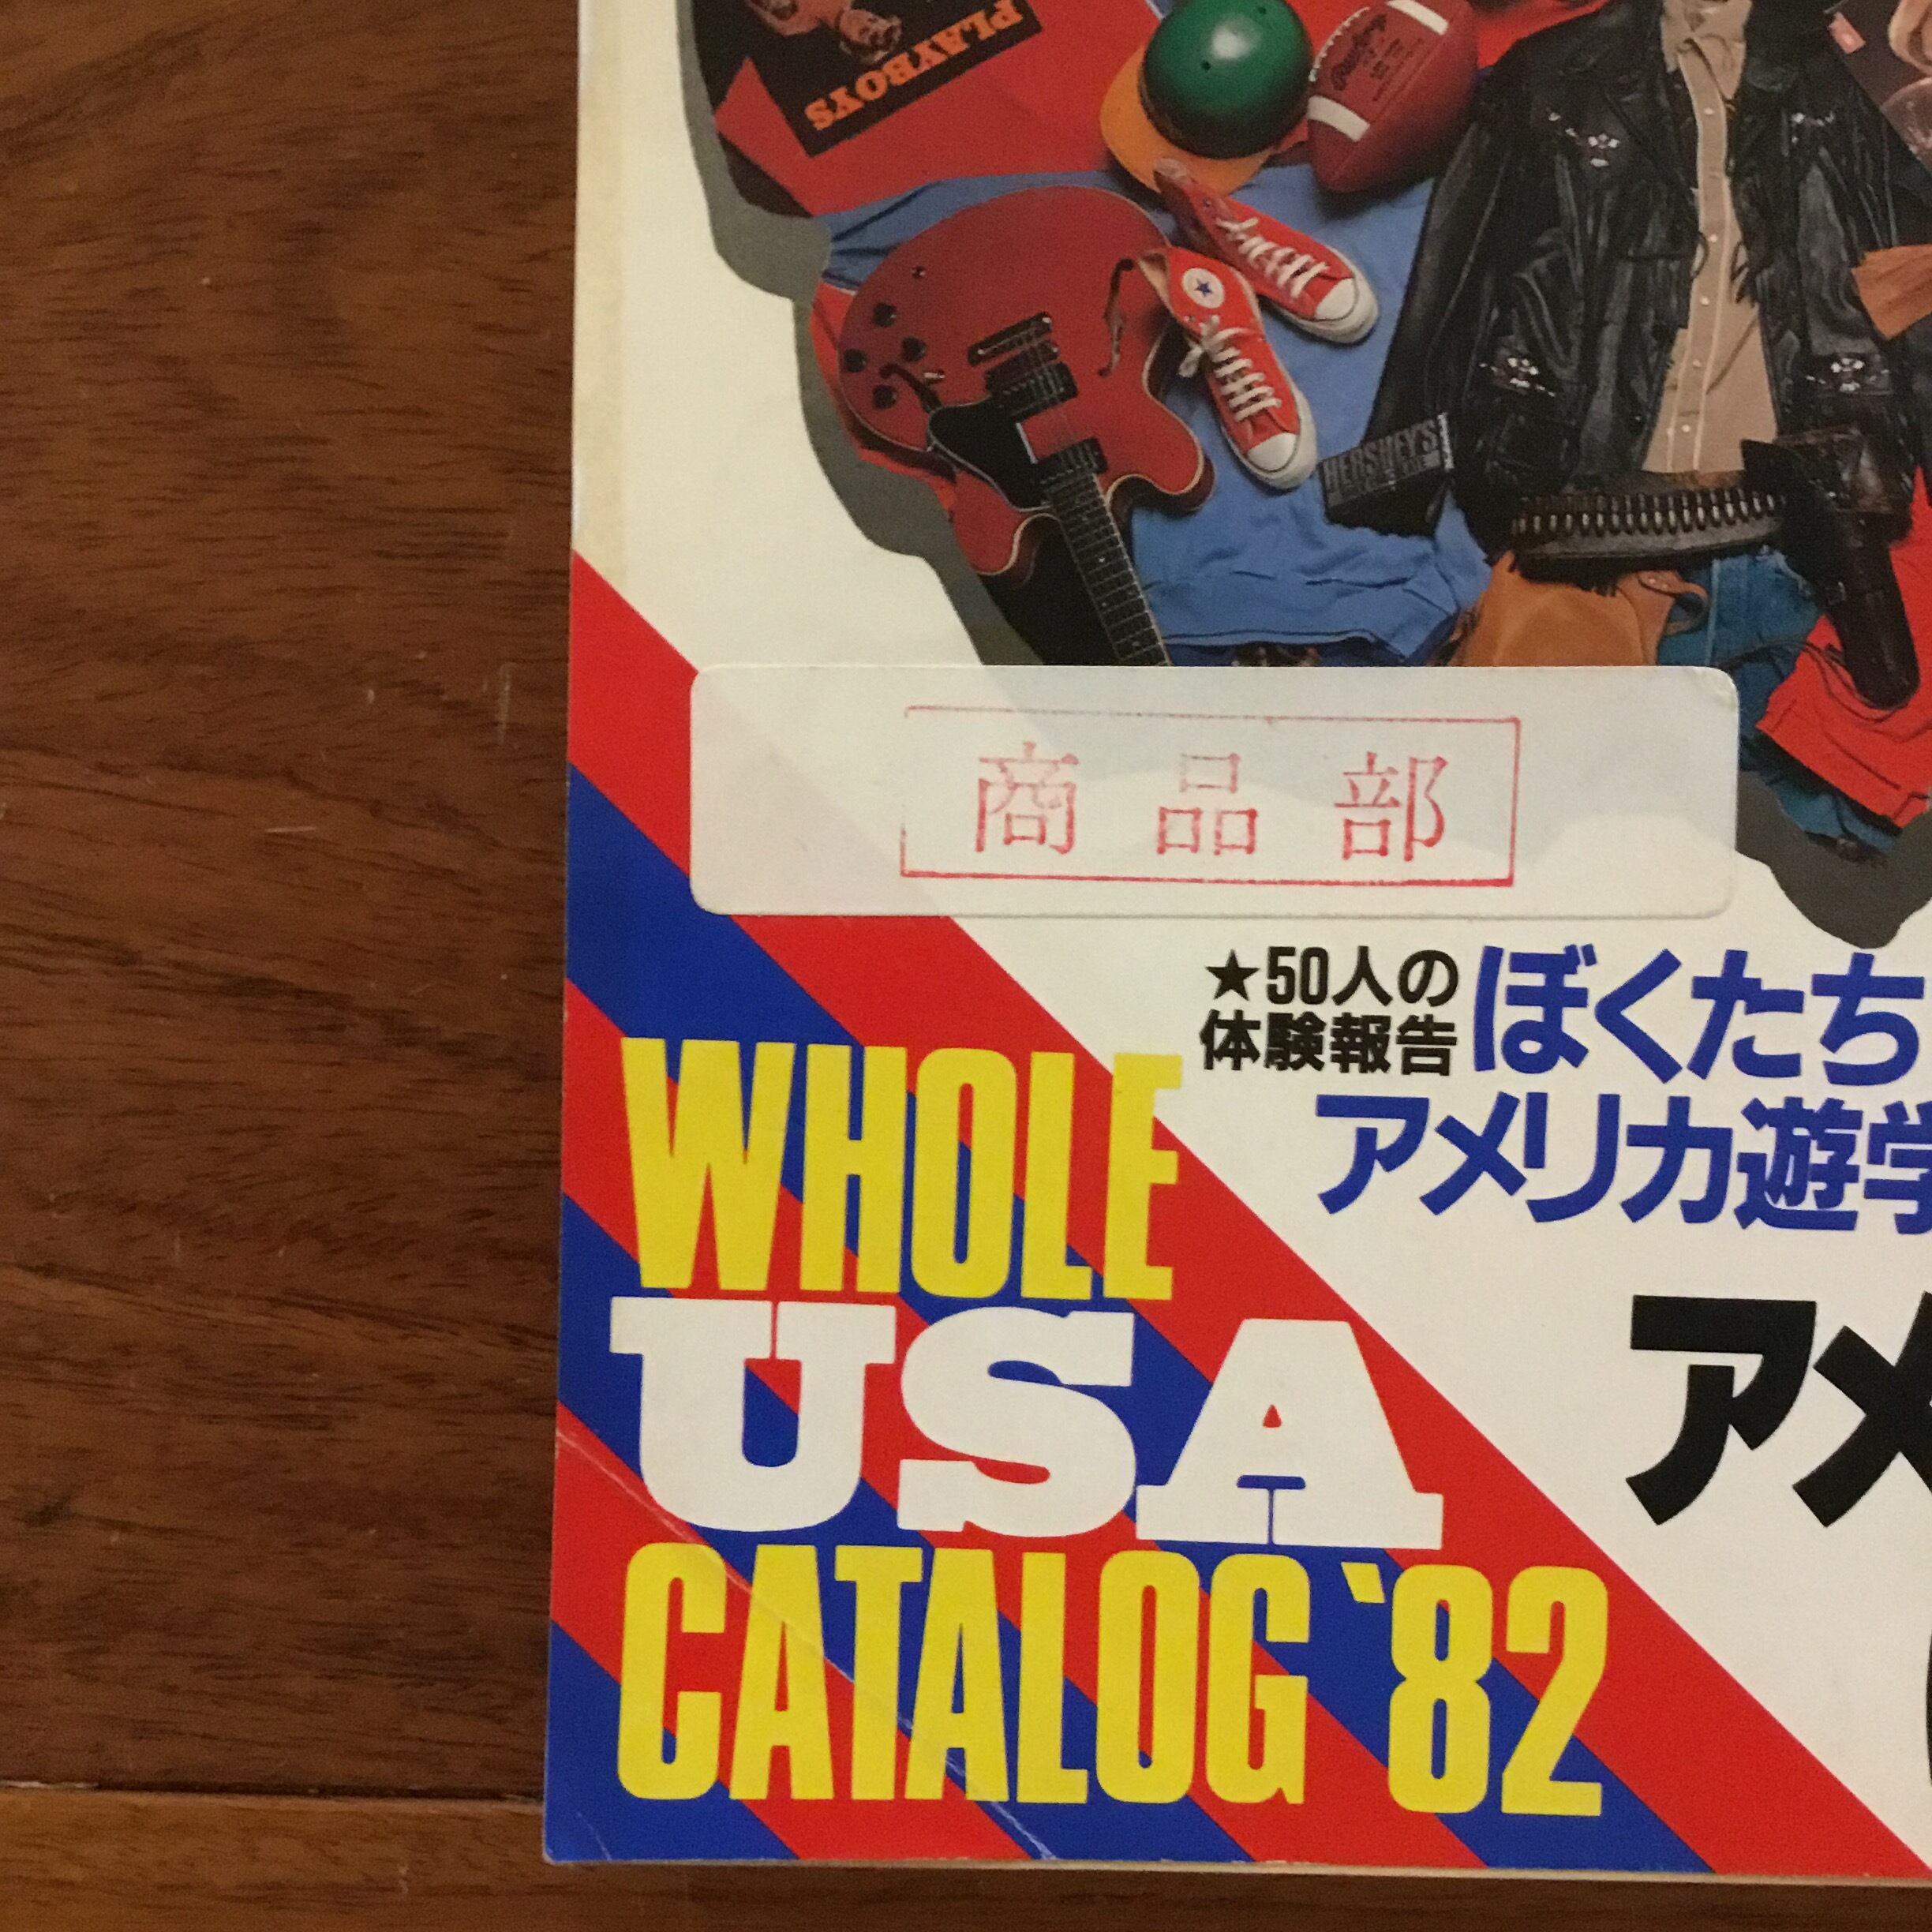 PLAYBOYS
HERSHEY'S
商品部
★50人の
体験報告
ぼくたち
アメリカ遊学
アメ
WHOLE
USA
CATALOG '82